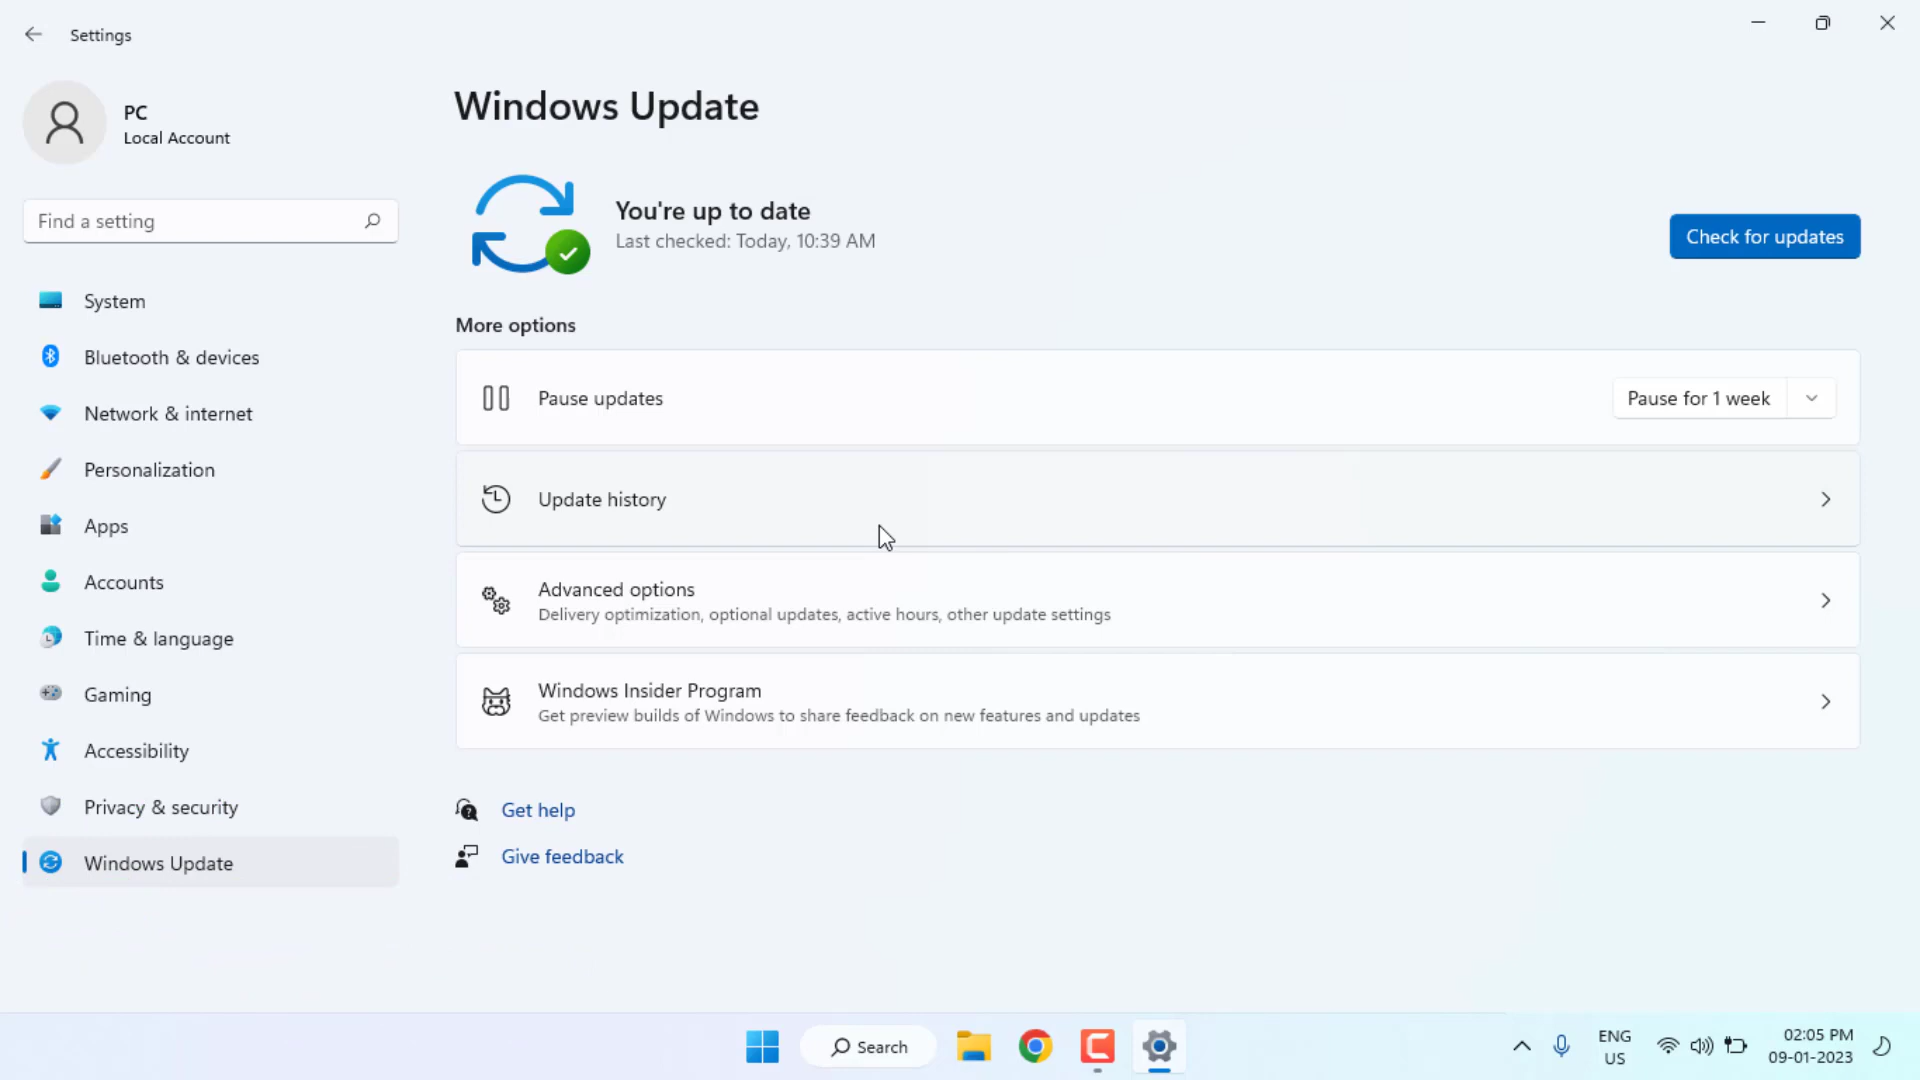 Settings
PC
Local Account
Find a setting
System
Bluetooth & devices
Network & internet
Personalization
Apps
Accounts
Time & language
Gaming
Accessibility
Privacy & security
Windows Update
Windows Update
You're up to date
Last checked: Today, 10:39 AM
Check for updates
More options
Pause updates
Pause for 1 week
Update history
Advanced options
Delivery optimization, optional updates, active hours, other update settings
Windows Insider Program
Get preview builds of Windows to share feedback on new features and updates
Get help
Give feedback
Search
ENG
US
02:05 PM
09-01-2023